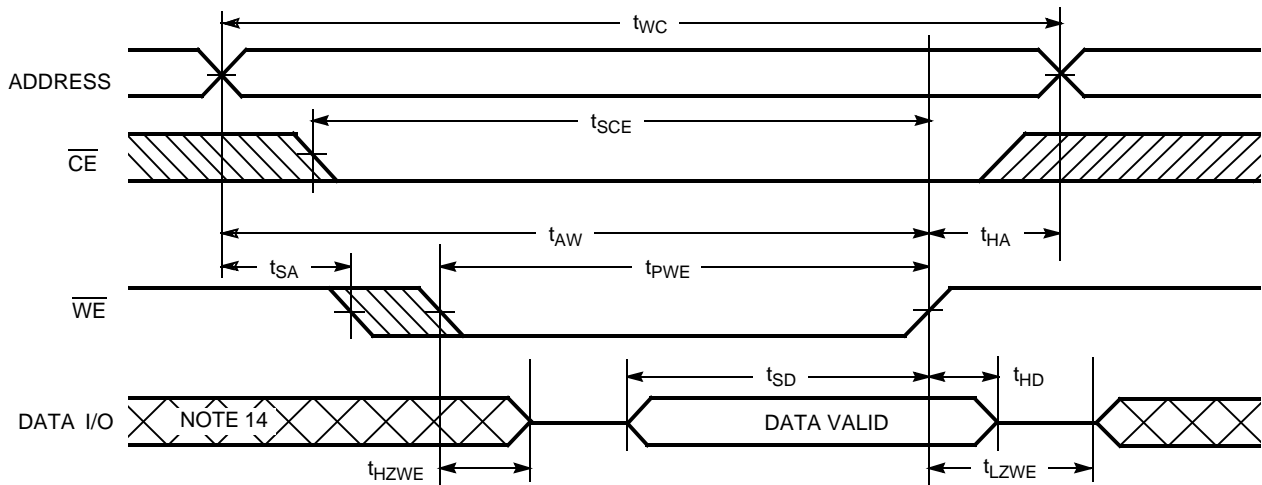 tWC
ADDRESS
tSCE
CE
tAW
tHA
tSA
tPWE
WE
tSD
tHD
DATA I/O
NOTE 14
DATA VALID
tHZWE
tLZWE